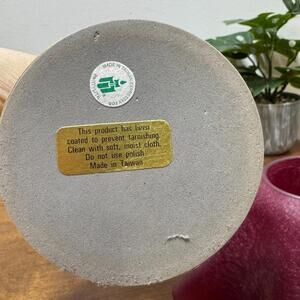 MADE IN TAIWAN
This product has been
coated to prevent tarnishing.
Clean with soft, moist cloth.
Do not use polish
Made in Taiwan